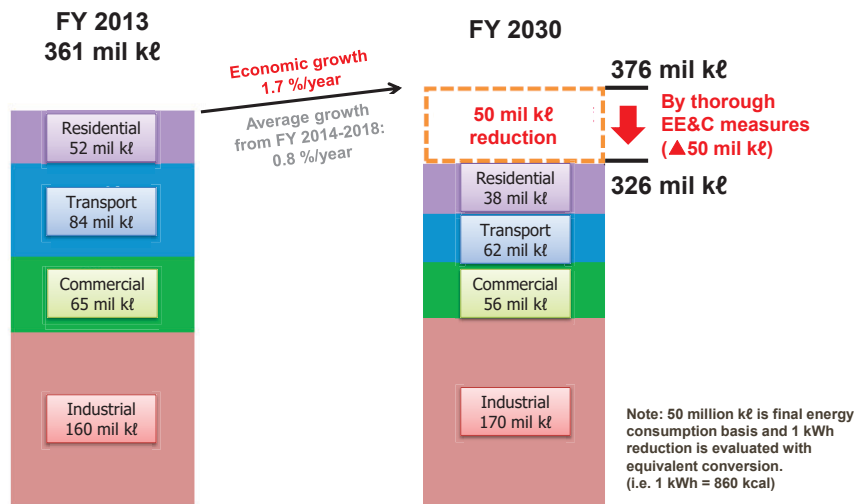 FY 2013
361 mil kℓ
Residential
52 mil kℓ
Transport
84 mil kℓ
Commercial
65 mil kℓ
Industrial
160 mil kℓ
Economic growth
1.7 %/year
Average growth
from FY 2014-2018:
0.8 %/year
FY 2030
50 mil kℓ
reduction
Residential
38 mil kℓ
Transport
62 mil kℓ
Commercial
56 mil kℓ
Industrial
170 mil kℓ
376 mil kℓ
By thorough
EE&C measures
(▲50 mil kℓ)
326 mil kℓ
Note: 50 million kℓ is final energy
consumption basis and 1 kWh
reduction is evaluated with
equivalent conversion.
(i.e. 1 kWh = 860 kcal)